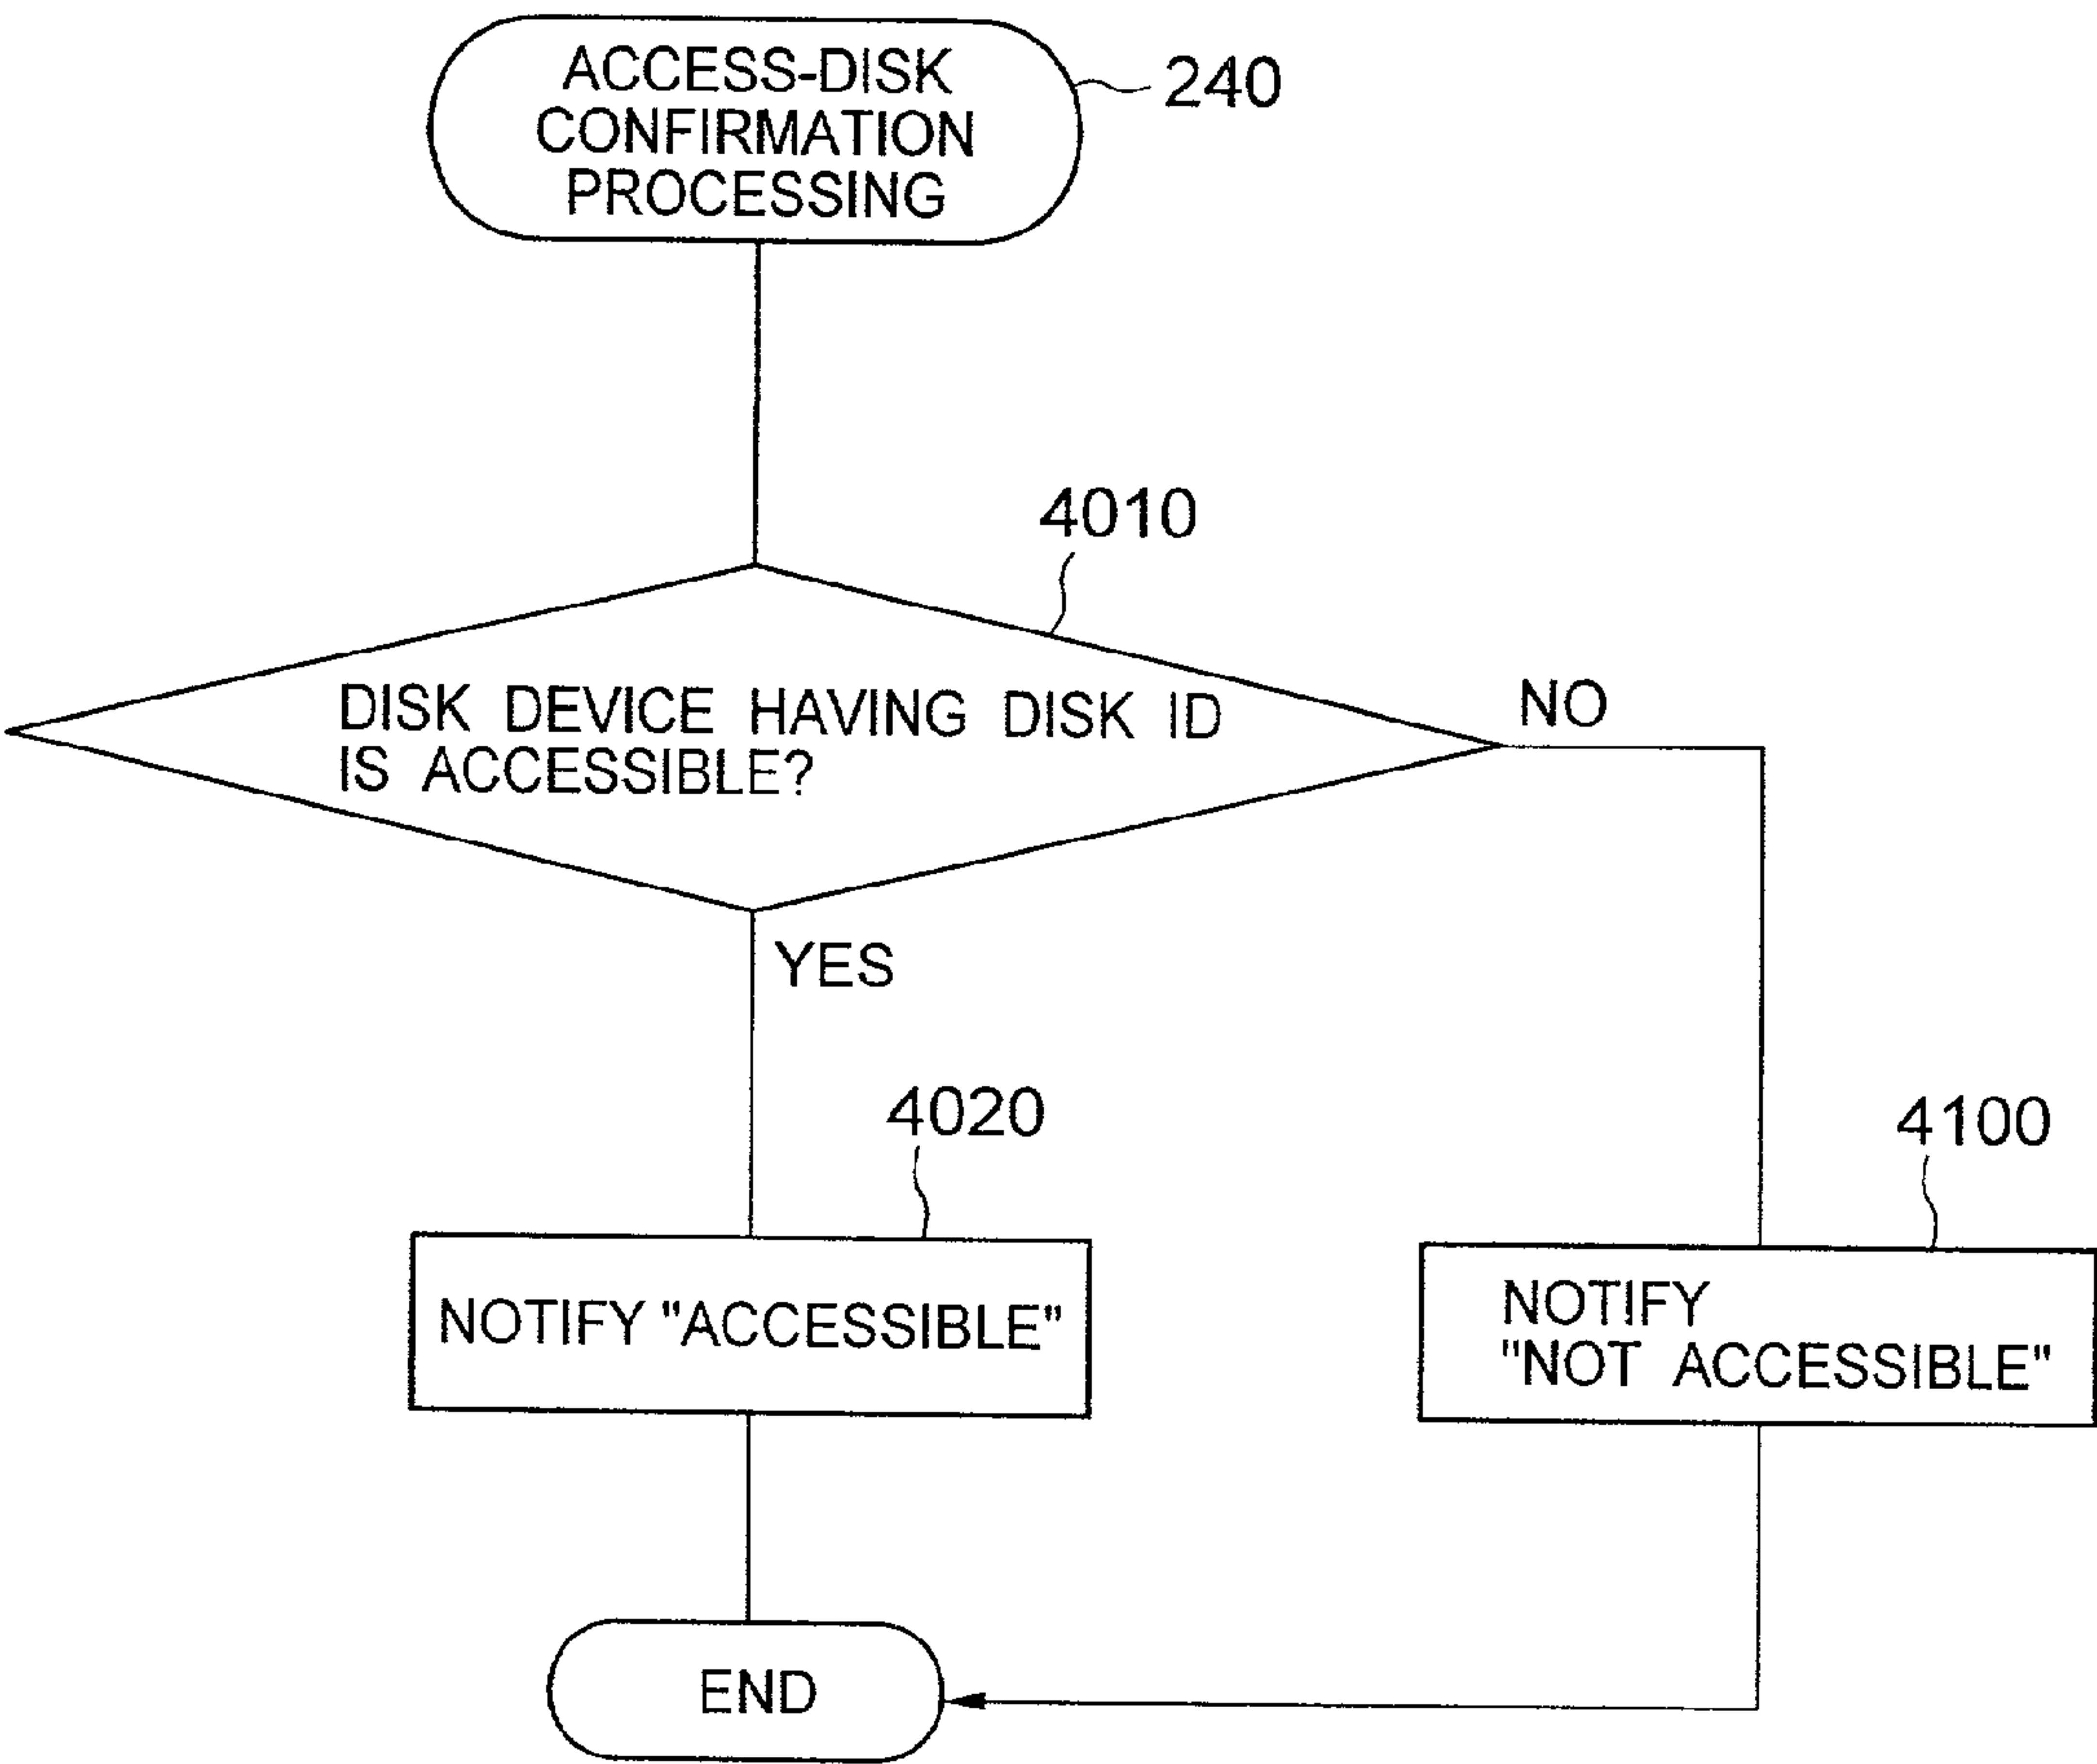 ACCESS-DISK
CONFIRMATION
PROCESSING
240
4010
DISK DEVICE HAVING DISK ID
IS ACCESSIBLE?
NO
YES
4020
4100
NOTIFY "ACCESSIBLE"
NOTIFY
"NOT ACCESSIBLE"
END